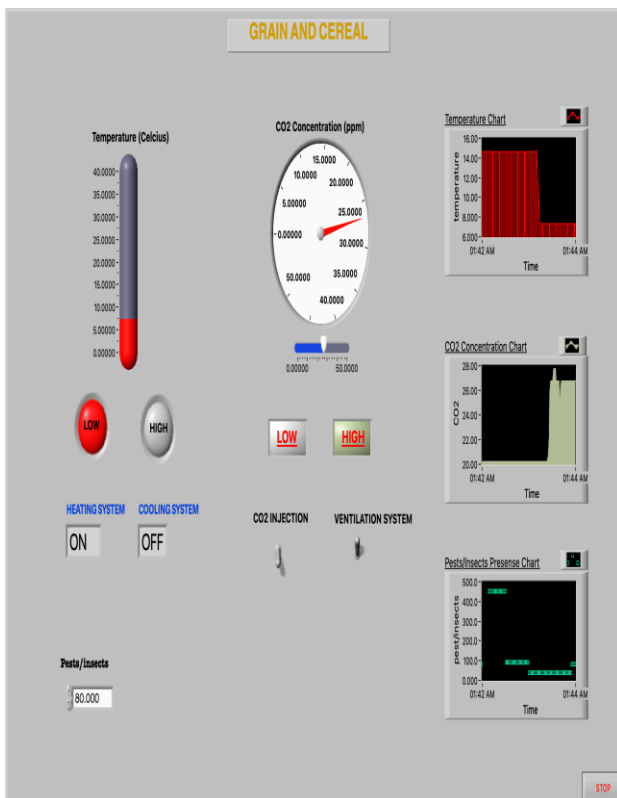 GRAIN AND CEREAL
Temperature (Celcius)
40.0000
35.0000
30.0000
25.0000
20.0000
15.0000
10.0000
5.00000
0.00000
LOW
HIGH
HEATING SYSTEM
COOLING SYSTEM
ON
OFF
Pests/insects
80.000
CO2 Concentration (ppm)
0.00000
5.00000
10.0000
15.0000
20.0000
25.0000
30.0000
35.0000
40.0000
50.0000
0.00000
50.0000
LOW
HIGH
CO2 INJECTION
VENTILATION SYSTEM
Temperature Chart
temperature
16.00
14.00
12.00
10.00
8.000
6.000
01:42 AM
01:44 AM
Time
CO2 Concentration Chart
CO2
28.00
26.00
24.00
22.00
20.00
01:42 AM
01:44 AM
Time
Pests/Insects Presense Chart
pest/insects
500.0
400.0
300.0
200.0
100.0
0.000
01:42 AM
01:44 AM
Time
STOP